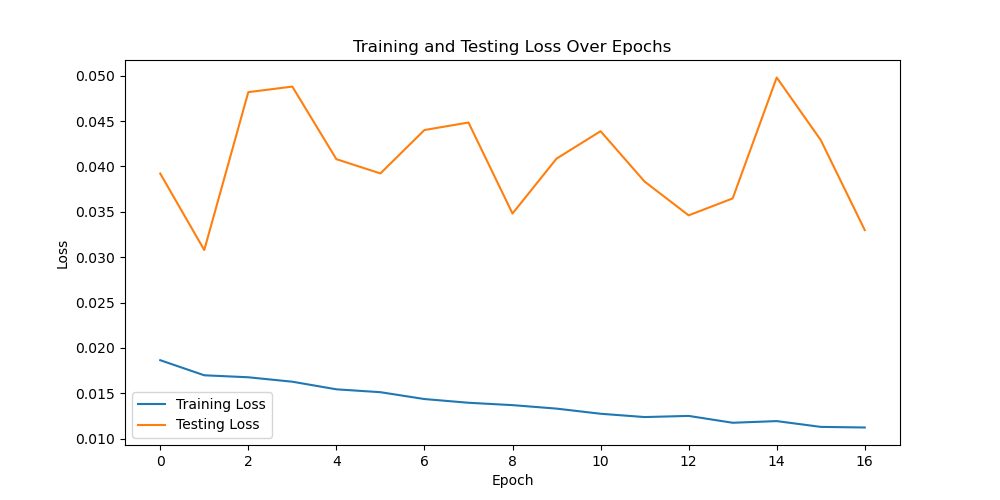 Training and Testing Loss Over Epochs
0.050
0.045
0.040
0.035
0.030
0.025
0.020
0.015
0.010
Loss
Training Loss
Testing Loss
0 2 4 6 8 10 12 14 16
Epoch